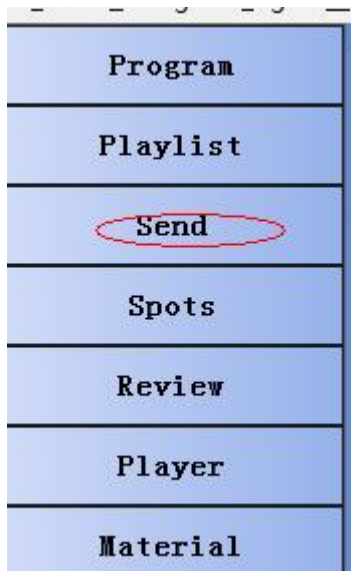 Program
Playlist
Send
Spots
Review
Player
Material